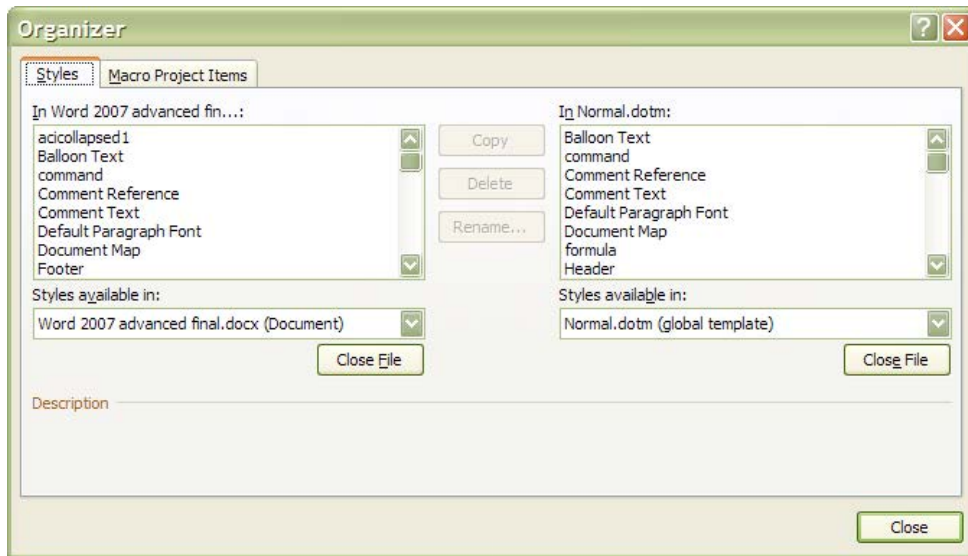 Organizer
Styles
Macro Project Items
In Word 2007 advanced fin...:
acicollapsed1
Balloon Text
command
Comment Reference
Comment Text
Default Paragraph Font
Document Map
Footer
Copy
Delete
Rename...
In Normal.dotm:
Balloon Text
command
Comment Reference
Comment Text
Default Paragraph Font
Document Map
formula
Header
Styles available in:
Word 2007 advanced final.docx (Document)
Close File
Styles available in:
Normal.dotm (global template)
Close File
Description
Close